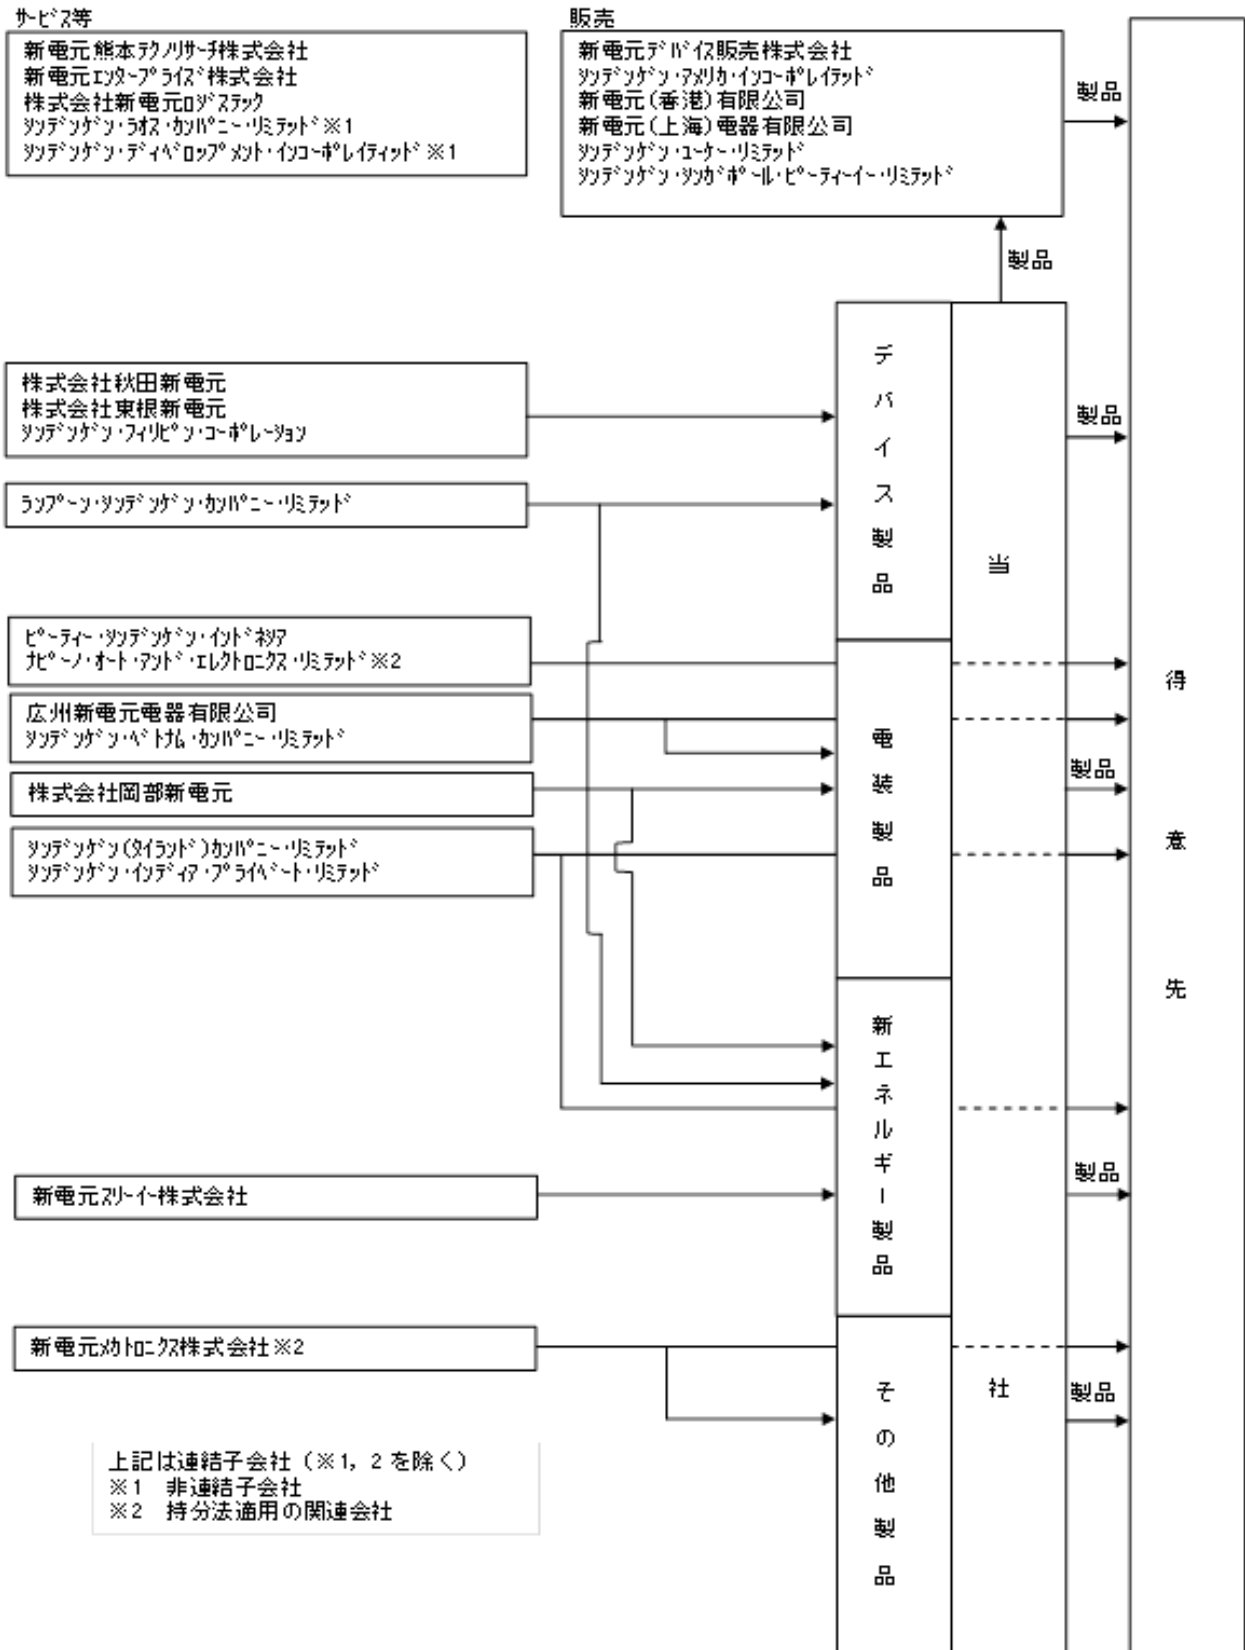 サービス等
新電元熊本テクノリサーチ株式会社
新電元エンタープライズ株式会社
株式会社新電元ロジステック
シンデンゲン・ラオス・カンパニー・リミテッド※1
シンデンゲン・ディベロップメント・インコーポレイティッド※1
販売
新電元デバイス販売株式会社
シンデンゲン・アメリカ・インコーポレイテッド
新電元(香港)有限公司
新電元(上海)電器有限公司
シンデンゲン・ユーケー・リミテッド
シンデンゲン・シンガポール・ピーティーイー・リミテッド
製品
製品
株式会社秋田新電元
株式会社東根新電元
シンデンゲン・フィリピン・コーポレーション
ランプーン・シンデンゲン・カンパニー・リミテッド
デバイス製品
製品
ピーティー・シンデンゲン・インドネシア
ナピーノ・オート・アンド・エレクトロニクス・リミテッド※2
広州新電元電器有限公司
シンデンゲン・ベトナム・カンパニー・リミテッド
株式会社岡部新電元
シンデンゲン(タイランド)カンパニー・リミテッド
シンデンゲン・インディア・プライベート・リミテッド
電装製品
製品
新エネルギー製品
新電元スリーイー株式会社
製品
新電元メカトロニクス株式会社※2
その他製品
製品
当社
得意先
上記は連結子会社（※1, 2を除く）
※1 非連結子会社
※2 持分法適用の関連会社